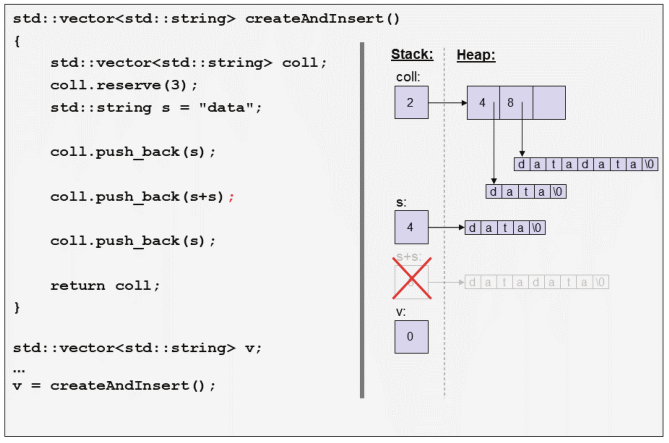 std::vector<std::string> createAndInsert()
{
std::vector<std::string> coll;
coll.reserve(3);
std::string s = "data";
coll.push_back(s);
coll.push_back(s+s);
coll.push_back(s);
return coll;
}
std::vector<std::string> v;
...
v = createAndInsert();
Stack: Heap:
coll:
2 4 8
d a t a d a t a \0
d a t a \0
s:
4 d a t a \0
s+s:
d a t a d a t a \0
v:
0